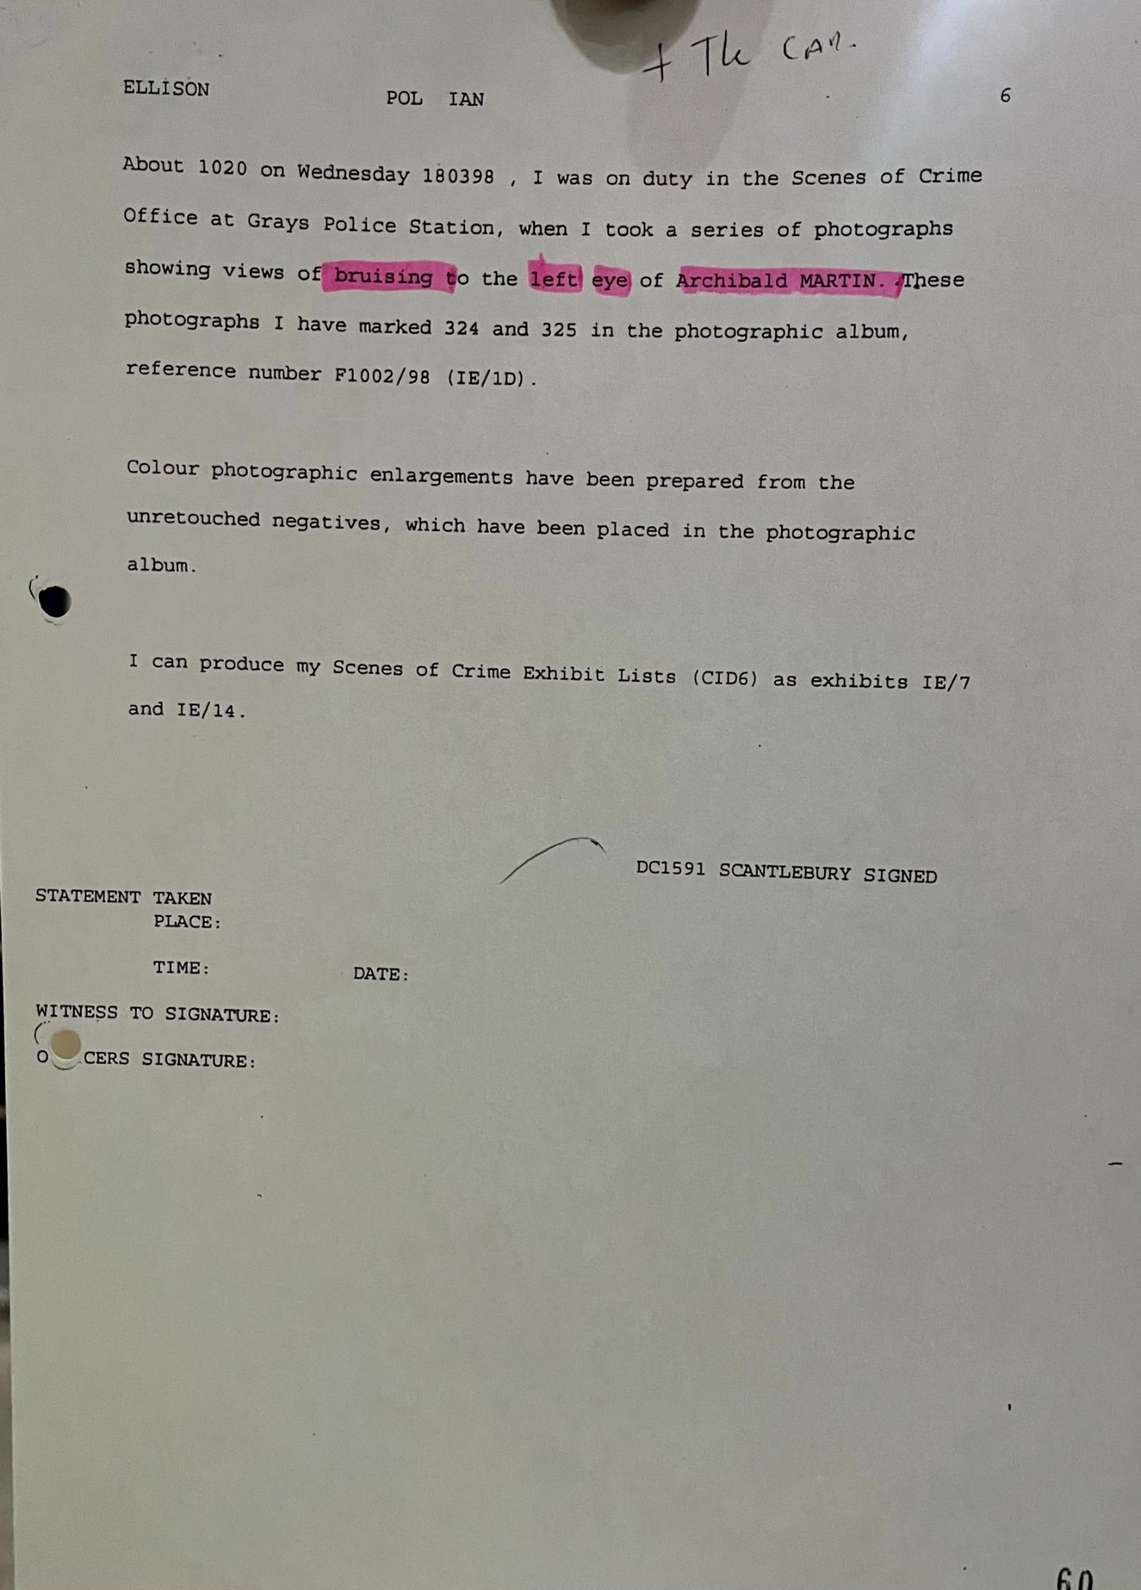 + The CAR.
ELLISON POL IAN 6
About 1020 on Wednesday 180398 , I was on duty in the Scenes of Crime
Office at Grays Police Station, when I took a series of photographs
showing views of bruising to the left eye of Archibald MARTIN. These
photographs I have marked 324 and 325 in the photographic album,
reference number F1002/98 (IE/1D).
Colour photographic enlargements have been prepared from the
unretouched negatives, which have been placed in the photographic
album.
I can produce my Scenes of Crime Exhibit Lists (CID6) as exhibits IE/7
and IE/14.
DC1591 SCANTLEBURY SIGNED
STATEMENT TAKEN
PLACE:
TIME: DATE:
WITNESS TO SIGNATURE:
O CERS SIGNATURE:
60